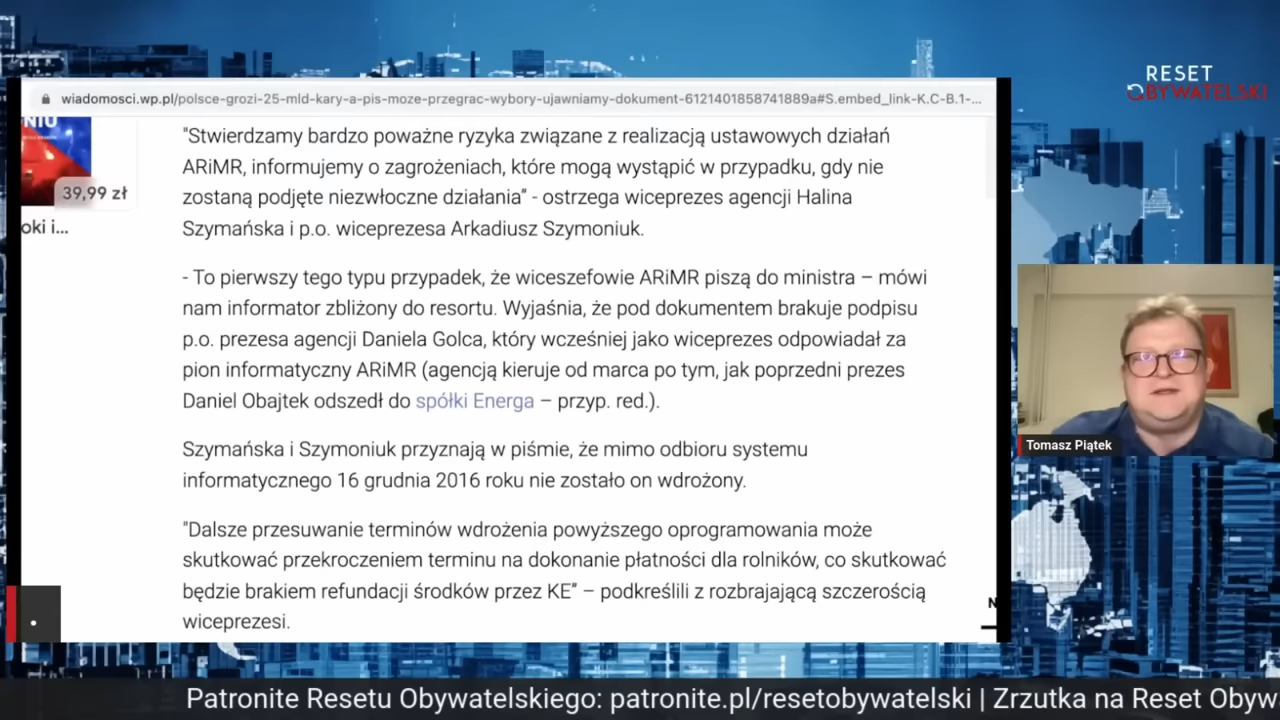 RESET
OBYWATELSKI
wiadomosci.wp.pl/polsce-grozi-25-mld-kary-a-pis-moze-przegrac-wybory-ujawniamy-dokument-6121401858741889a#S.embed_link-K.C-B.1-...
NIU
39,99 zł
oki i...
"Stwierdzamy bardzo poważne ryzyka związane z realizacją ustawowych działań
ARiMR, informujemy o zagrożeniach, które mogą wystąpić w przypadku, gdy nie
zostaną podjęte niezwłoczne działania” - ostrzega wiceprezes agencji Halina
Szymańska i p.o. wiceprezesa Arkadiusz Szymoniuk.
- To pierwszy tego typu przypadek, że wiceszefowie ARiMR piszą do ministra – mówi
nam informator zbliżony do resortu. Wyjaśnia, że pod dokumentem brakuje podpisu
p.o. prezesa agencji Daniela Golca, który wcześniej jako wiceprezes odpowiadał za
pion informatyczny ARiMR (agencją kieruje od marca po tym, jak poprzedni prezes
Daniel Obajtek odszedł do spółki Energa – przyp. red.).
Szymańska i Szymoniuk przyznają w piśmie, że mimo odbioru systemu
informatycznego 16 grudnia 2016 roku nie zostało on wdrożony.
"Dalsze przesuwanie terminów wdrożenia powyższego oprogramowania może
skutkować przekroczeniem terminu na dokonanie płatności dla rolników, co skutkować
będzie brakiem refundacji środków przez KE” – podkreślili z rozbrajającą szczerością
wiceprezesi.
N
Tomasz Piątek
Patronite Resetu Obywatelskiego: patronite.pl/resetobywatelski | Zrzutka na Reset Obyw